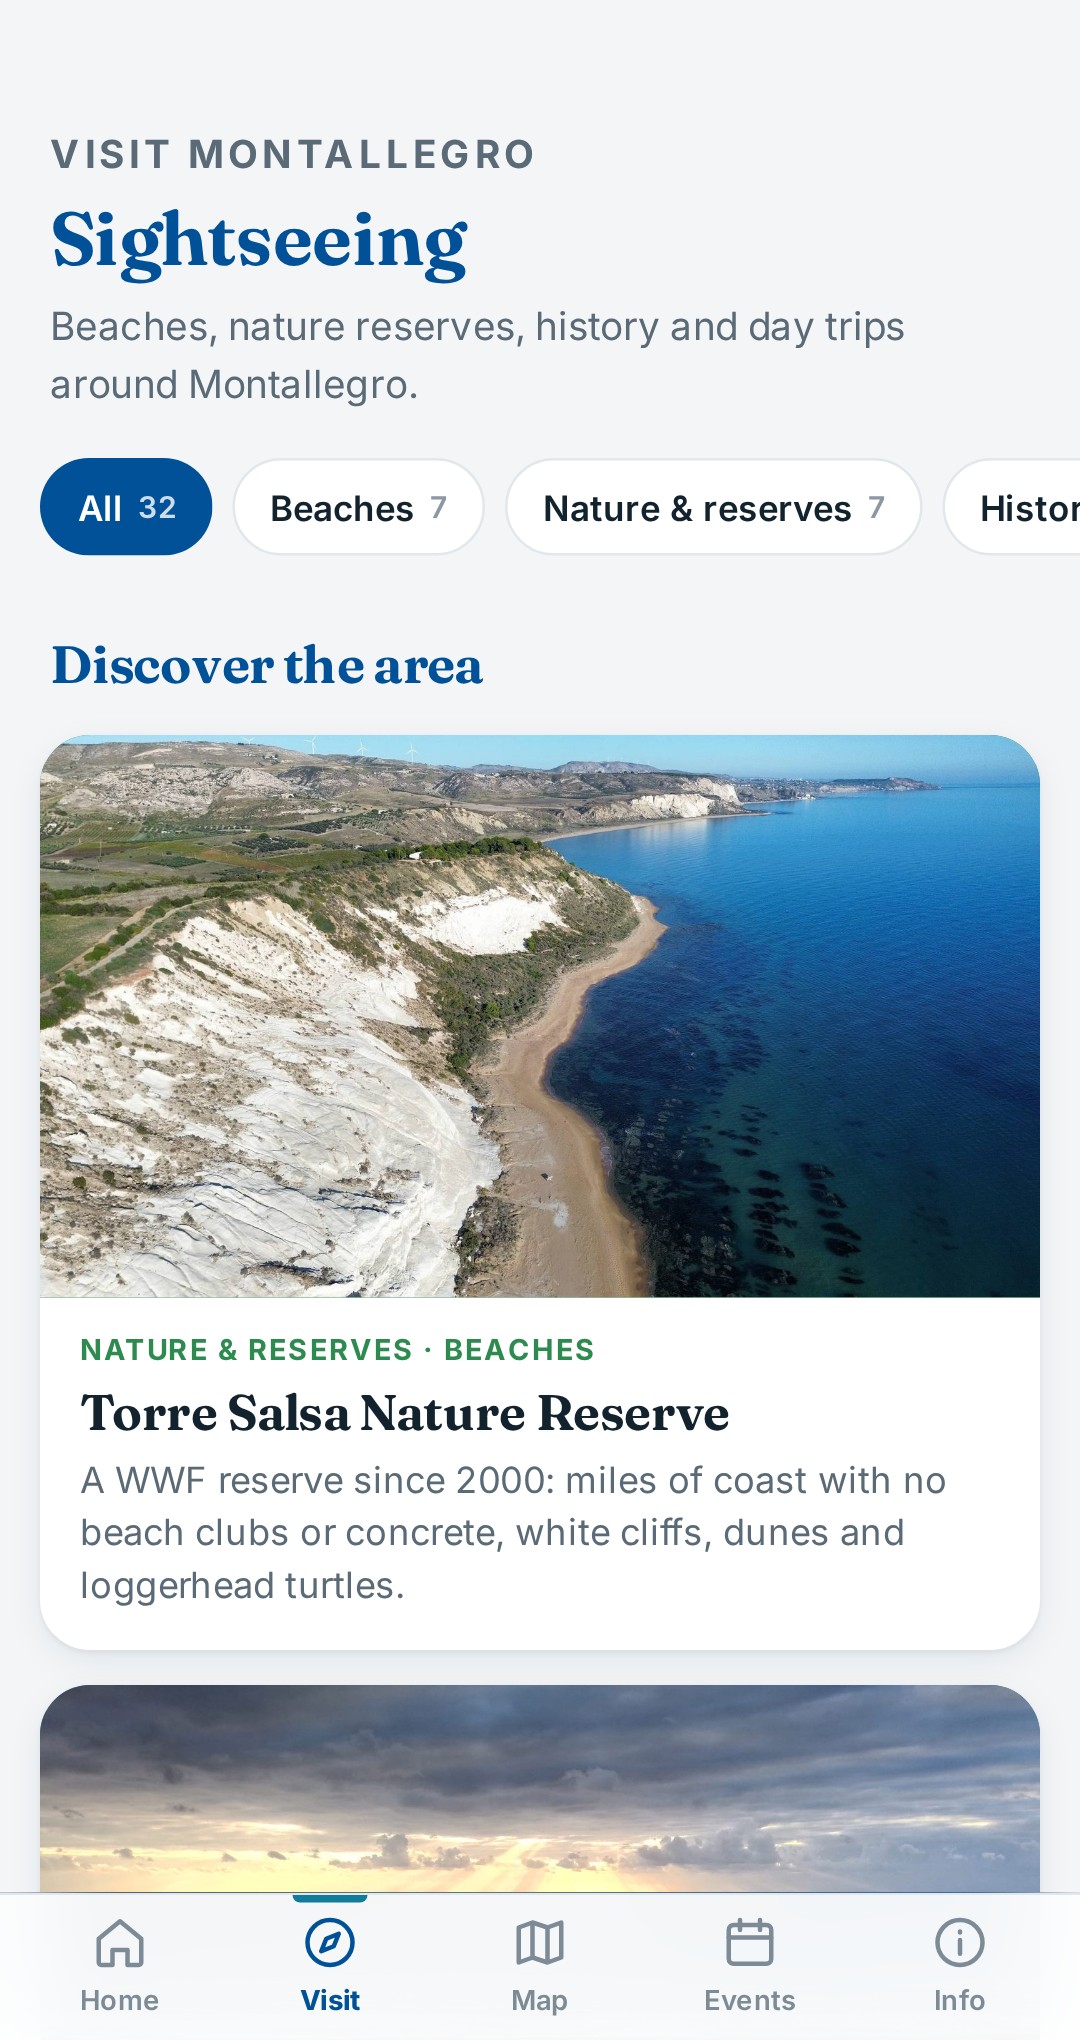 VISIT MONTALLEGRO
Sightseeing
Beaches, nature reserves, history and day trips
around Montallegro.
All 32
Beaches 7
Nature & reserves 7
Discover the area
NATURE & RESERVES · BEACHES
Torre Salsa Nature Reserve
A WWF reserve since 2000: miles of coast with no
beach clubs or concrete, white cliffs, dunes and
loggerhead turtles.
Home
Visit
Map
Events
Info